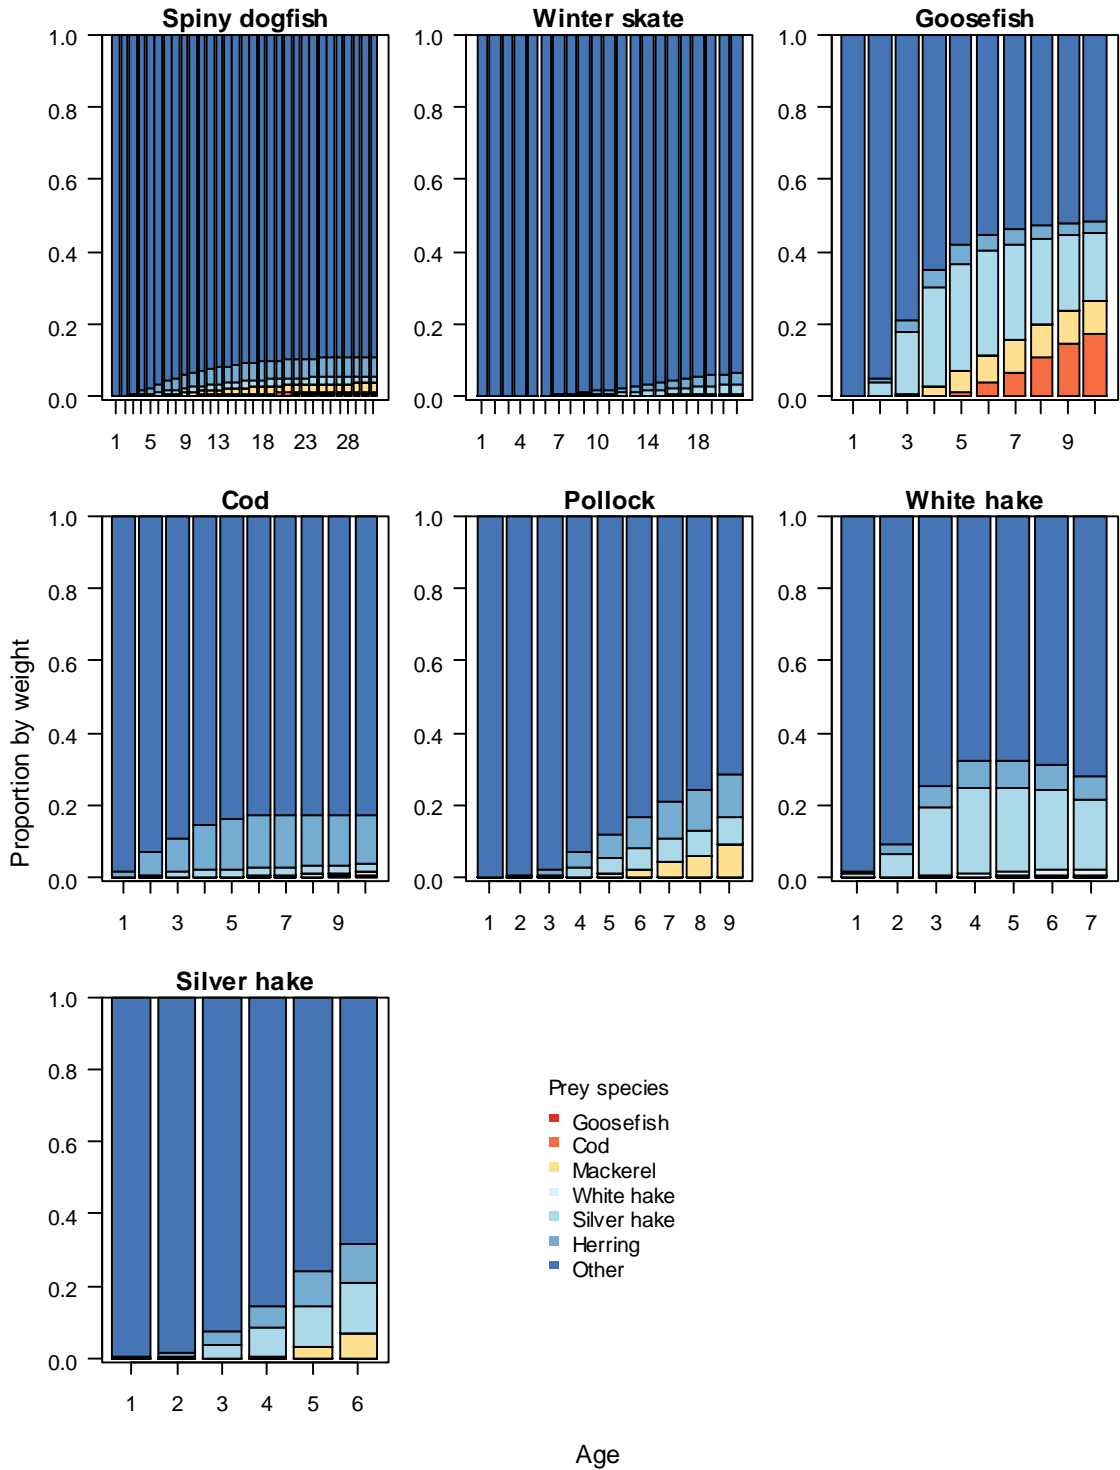 Spiny dogfish
1.0
0.8
0.6
0.4
0.2
0.0
1 5 9 13 18 23 28
Winter skate
1.0
0.8
0.6
0.4
0.2
0.0
1 4 7 10 14 18
Goosefish
1.0
0.8
0.6
0.4
0.2
0.0
1 3 5 7 9
Proportion by weight
Cod
1.0
0.8
0.6
0.4
0.2
0.0
1 3 5 7 9
Pollock
1.0
0.8
0.6
0.4
0.2
0.0
1 2 3 4 5 6 7 8 9
White hake
1.0
0.8
0.6
0.4
0.2
0.0
1 2 3 4 5 6 7
Silver hake
1.0
0.8
0.6
0.4
0.2
0.0
1 2 3 4 5 6
Prey species
Goosefish
Cod
Mackerel
White hake
Silver hake
Herring
Other
Age